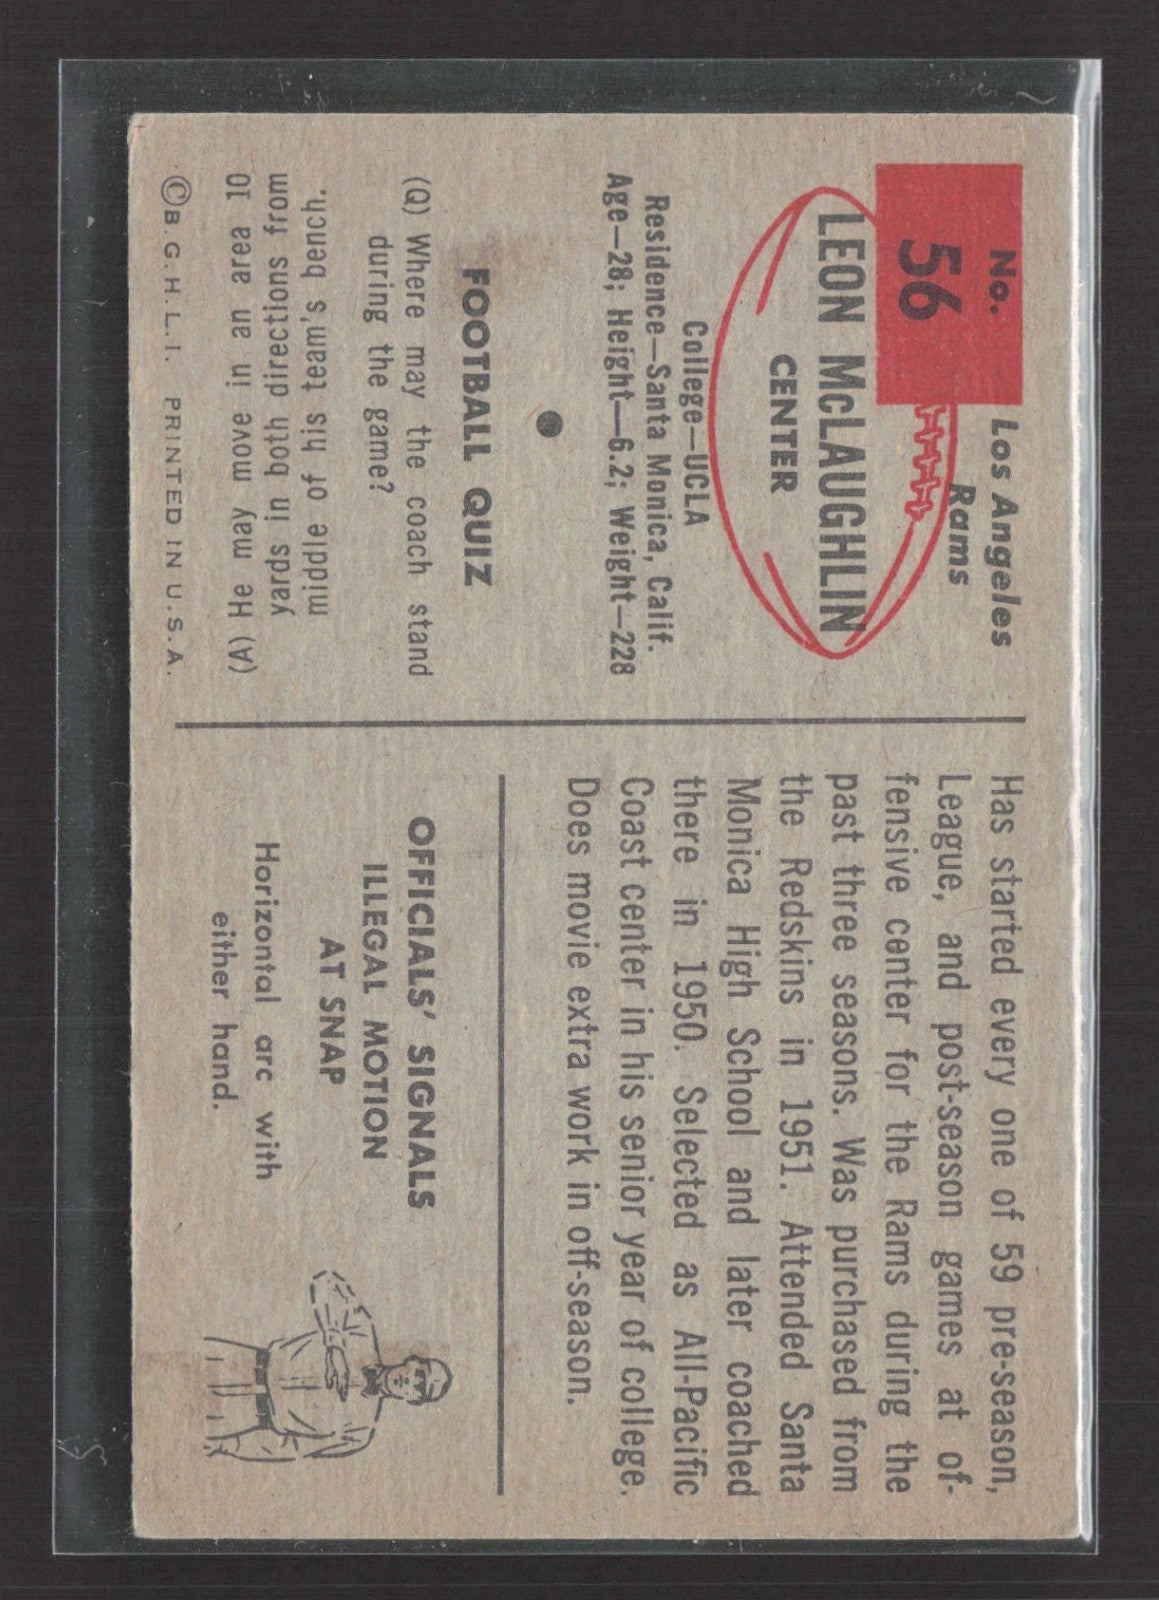 No.
56
Los Angeles
Rams
LEON McLAUGHLIN
CENTER
College—UCLA
Residence—Santa Monica, Calif.
Age—28; Height—6.2; Weight—228
FOOTBALL QUIZ
(Q) Where may the coach stand
during the game?
(A) He may move in an area 10
yards in both directions from
middle of his team's bench.
©B. G. H. L. I. PRINTED IN U. S. A.
Has started every one of 59 pre-season,
League, and post-season games at of-
fensive center for the Rams during the
past three seasons. Was purchased from
the Redskins in 1951. Attended Santa
Monica High School and later coached
there in 1950. Selected as All-Pacific
Coast center in his senior year of college.
Does movie extra work in off-season.
OFFICIALS' SIGNALS
ILLEGAL MOTION
AT SNAP
Horizontal arc with
either hand.